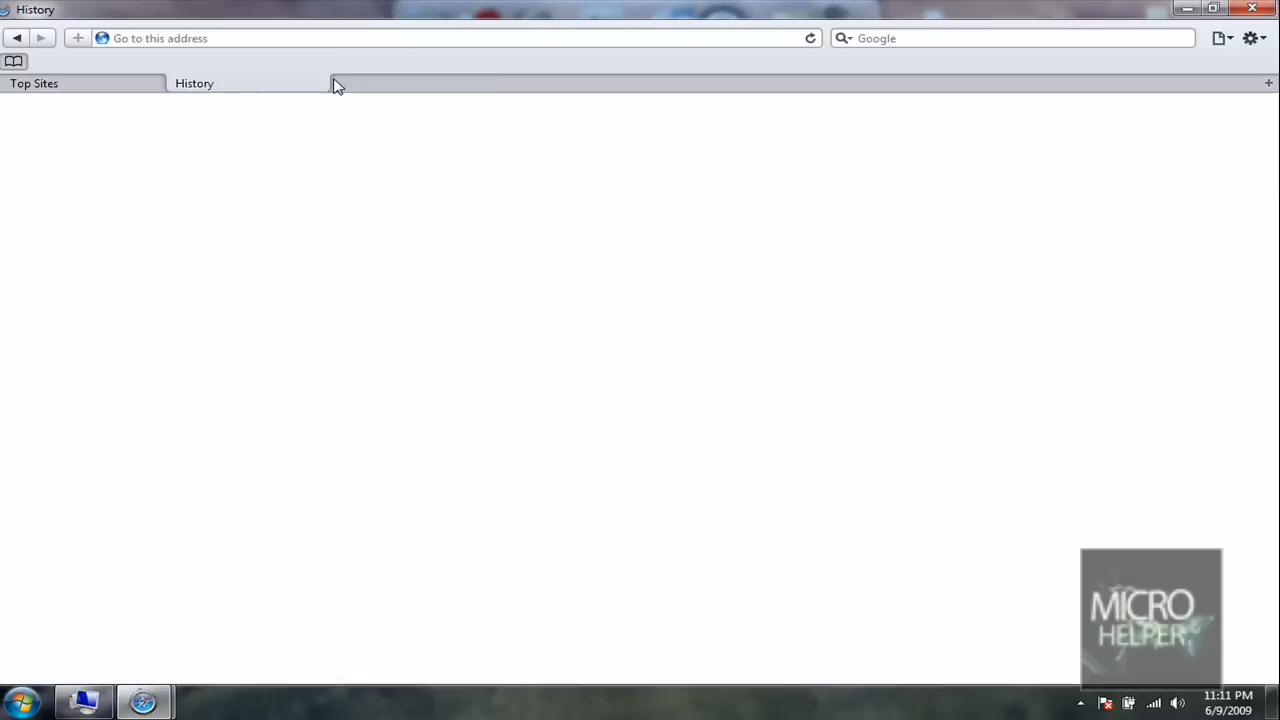 History
Go to this address
Google
Top Sites
History
MICRO
HELPER
11:11 PM
6/9/2009